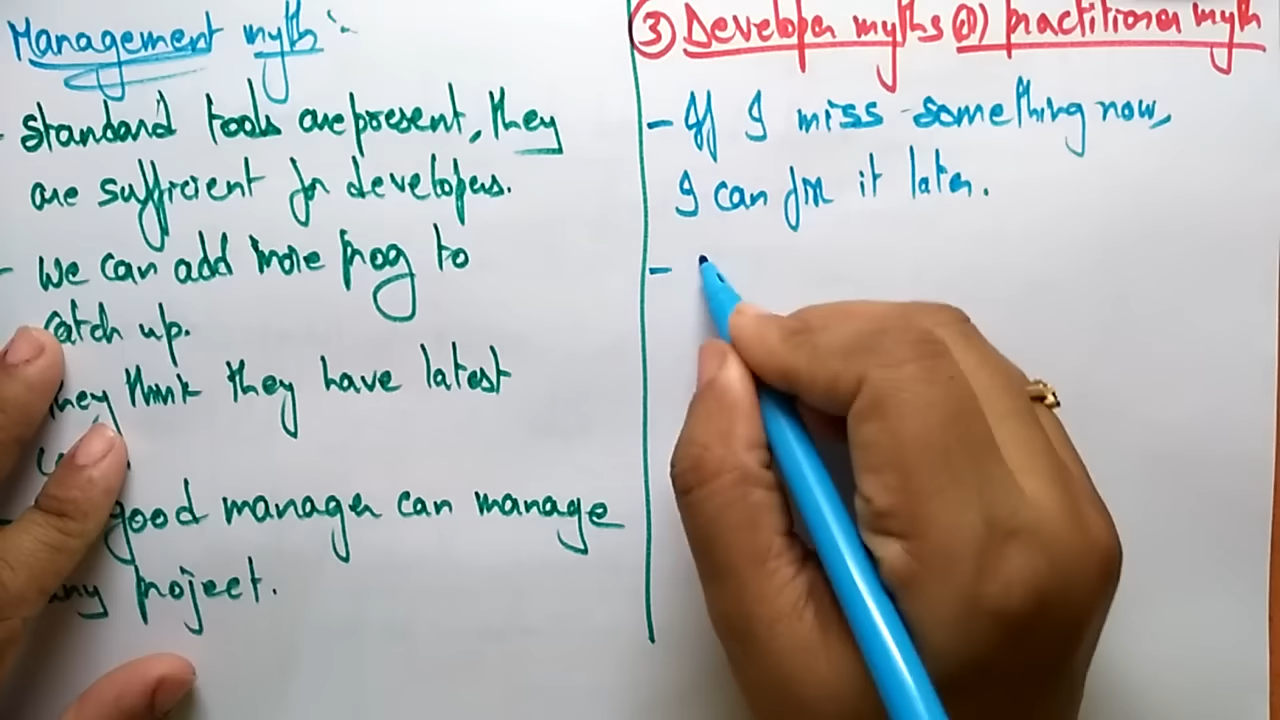 Management myth:
- standard tools are present, they
are sufficient for developers.
- we can add more prog to
catch up.
they think they have latest
good manager can manage
any project.
③ Developer myths (or) practitioner myth
- If I miss something now,
I can fix it later.
-